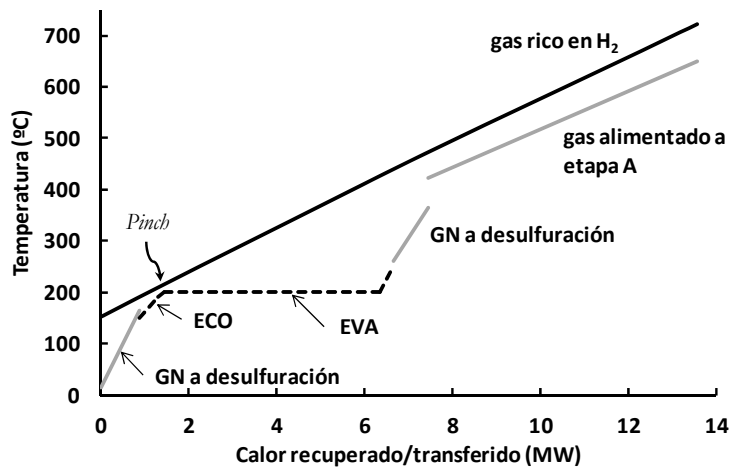 700
600
500
400
300
200
100
0
Temperatura (ºC)
gas rico en H₂
gas alimentado a
etapa A
Pinch
GN a desulfuración
ECO
EVA
GN a desulfuración
0 2 4 6 8 10 12 14
Calor recuperado/transferido (MW)